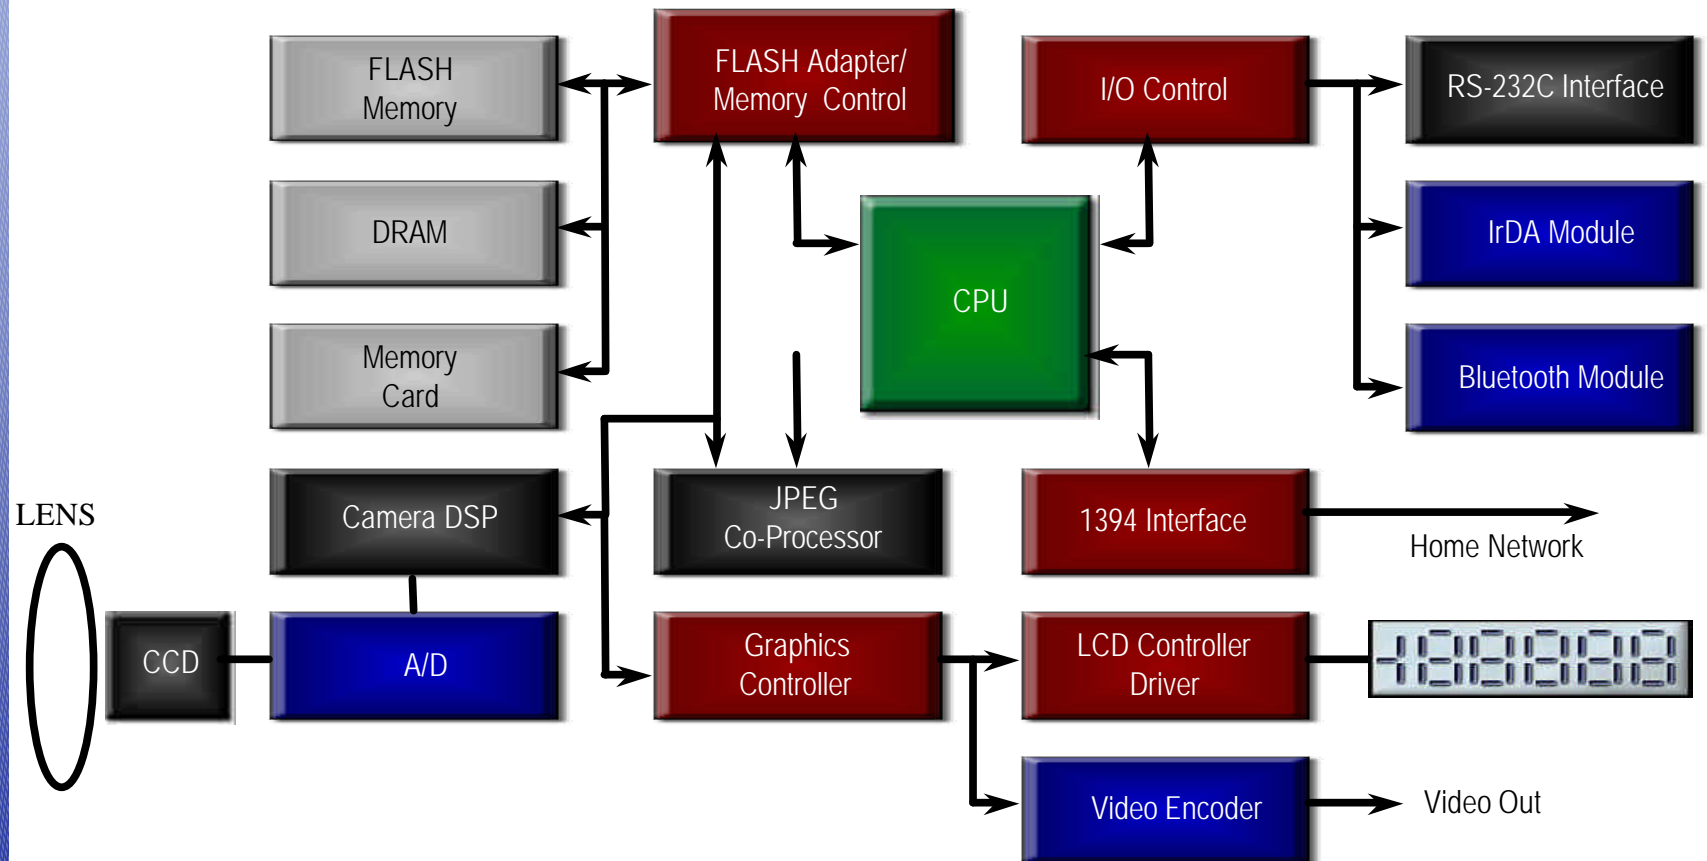 FLASH
Memory
FLASH Adapter/
Memory Control
I/O Control
RS-232C Interface
DRAM
IrDA Module
CPU
Memory
Card
Bluetooth Module
LENS
Camera DSP
JPEG
Co-Processor
1394 Interface
Home Network
CCD
A/D
Graphics
Controller
LCD Controller
Driver
-188888
Video Encoder
Video Out